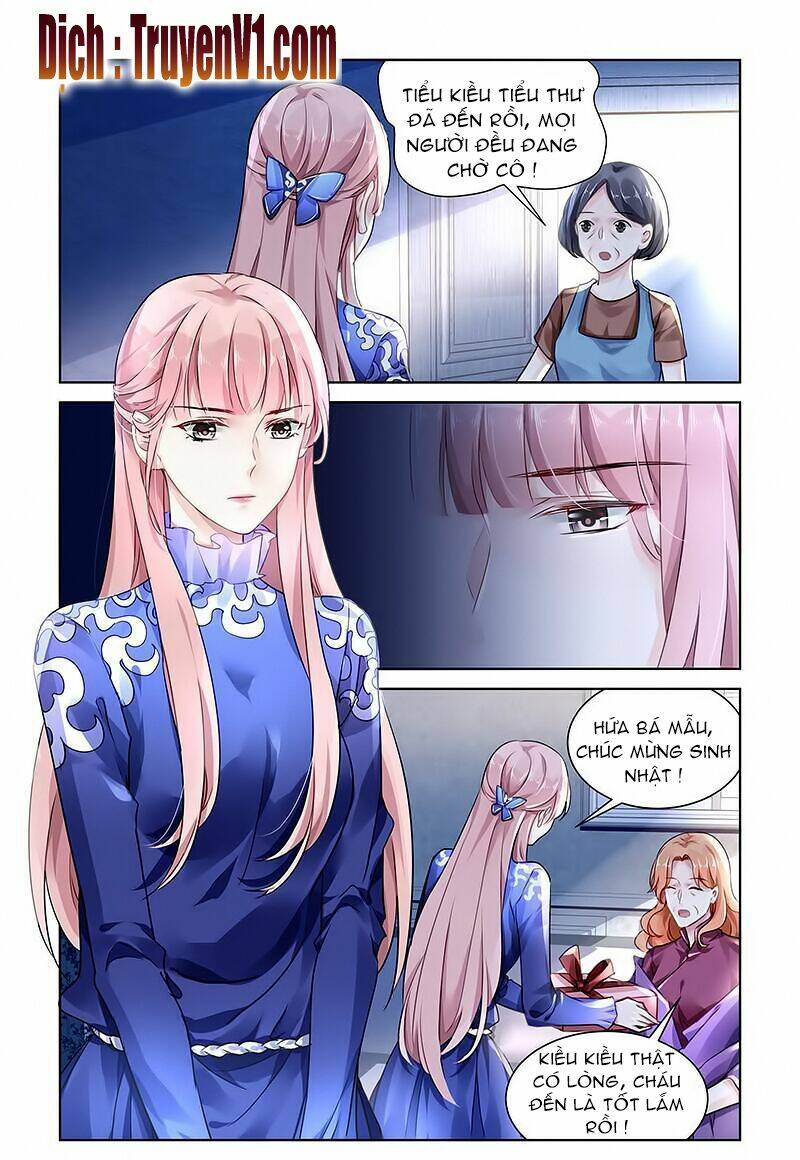 Dịch : TruyenV1.com
TIỂU KIỀU TIỂU THƯ
ĐÃ ĐẾN RỒI, MỌI
NGƯỜI ĐỀU ĐANG
CHỜ CÔ !
HỨA BÁ MẪU,
CHÚC MỪNG SINH
NHẬT !
KIỀU KIỀU THẬT
CÓ LÒNG, CHÁU
ĐẾN LÀ TỐT LẮM
RỒI !